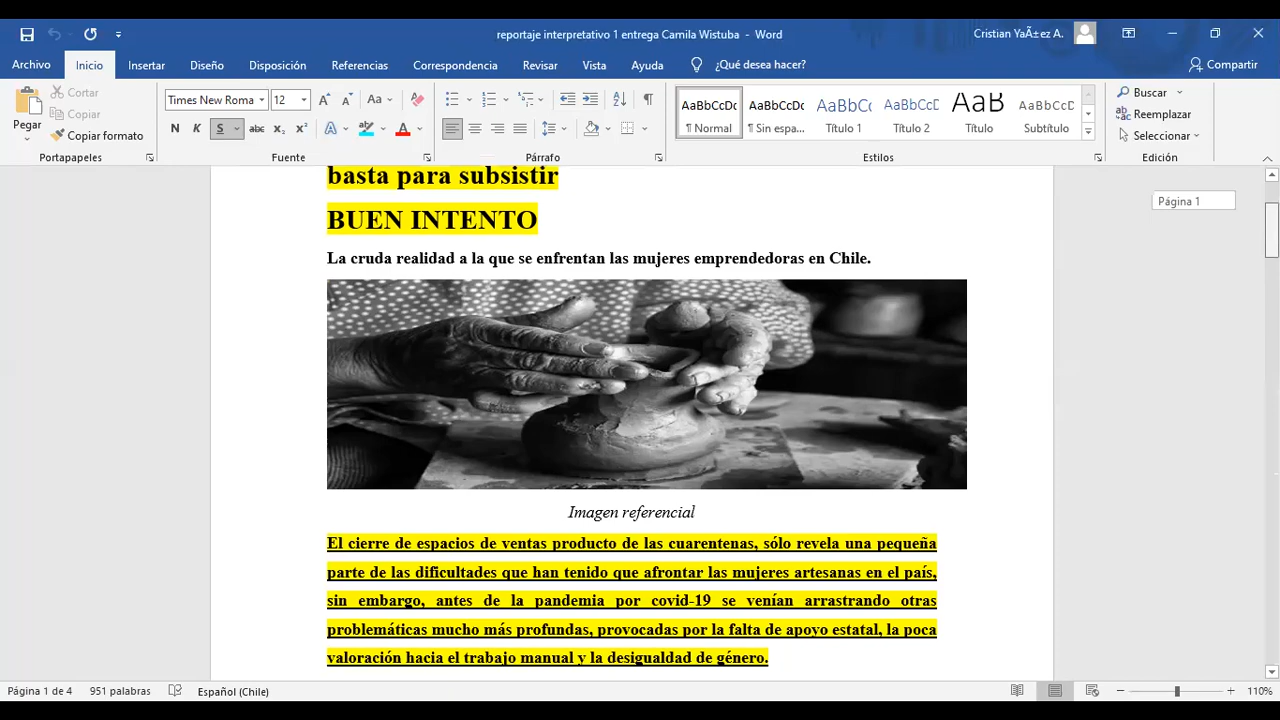 reportaje interpretativo 1 entrega Camila Wistuba - Word
Cristian YaÃ±ez A.
Archivo Inicio Insertar Diseño Disposición Referencias Correspondencia Revisar Vista Ayuda ¿Qué desea hacer? Compartir
Pegar
Cortar
Copiar
Copiar formato
Portapapeles
Times New Roma 12
N K S abc x₂ x²
Fuente
Párrafo
AaBbCcDc AaBbCcDc AaBbCc AaBbCcD AaB AaBbCcD
¶ Normal ¶ Sin espa... Título 1 Título 2 Título Subtítulo
Estilos
Buscar
Reemplazar
Seleccionar
Edición
Página 1
basta para subsistir
BUEN INTENTO
La cruda realidad a la que se enfrentan las mujeres emprendedoras en Chile.
Imagen referencial
El cierre de espacios de ventas producto de las cuarentenas, sólo revela una pequeña
parte de las dificultades que han tenido que afrontar las mujeres artesanas en el país,
sin embargo, antes de la pandemia por covid-19 se venían arrastrando otras
problemáticas mucho más profundas, provocadas por la falta de apoyo estatal, la poca
valoración hacia el trabajo manual y la desigualdad de género.
Página 1 de 4 951 palabras Español (Chile) 110%